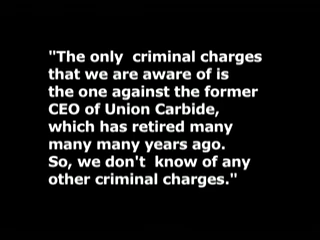 "The only  criminal charges
that we are aware of is
the one against the former
CEO of Union Carbide,
which has retired many
many many years ago.
So, we don't  know of any
other criminal charges."